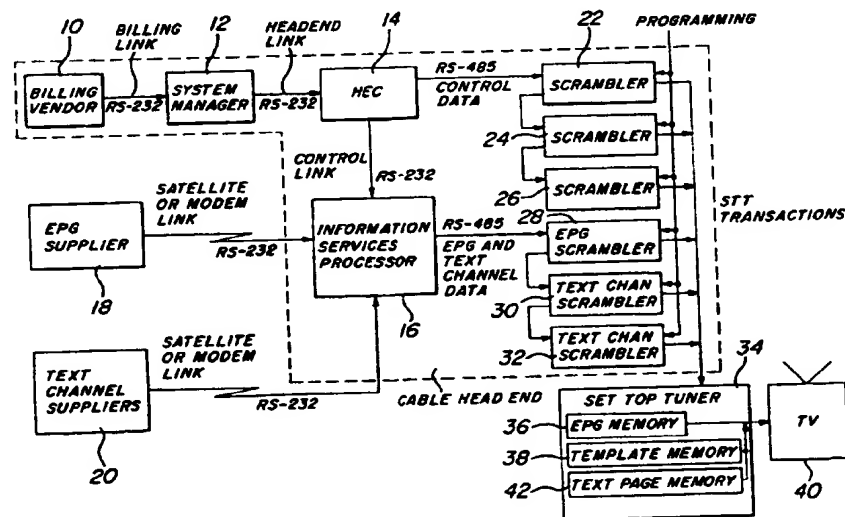 10
BILLING
LINK
12
HEADEND
LINK
14
22
PROGRAMMING
BILLING
VENDOR
RS-232
SYSTEM
MANAGER
RS-232
HEC
RS-485
CONTROL
DATA
SCRAMBLER
24
SCRAMBLER
CONTROL
LINK
RS-232
26
SCRAMBLER
STT
TRANSACTIONS
SATELLITE
OR MODEM
LINK
28
EPG
SUPPLIER
18
RS-232
INFORMATION
SERVICES
PROCESSOR
16
RS-485
EPG AND
TEXT
CHANNEL
DATA
EPG
SCRAMBLER
30
TEXT CHAN
SCRAMBLER
32
TEXT CHAN
SCRAMBLER
SATELLITE
OR MODEM
LINK
TEXT
CHANNEL
SUPPLIERS
20
RS-232
CABLE HEAD END
34
SET TOP TUNER
36
EPG MEMORY
38
TEMPLATE MEMORY
42
TEXT PAGE MEMORY
TV
40